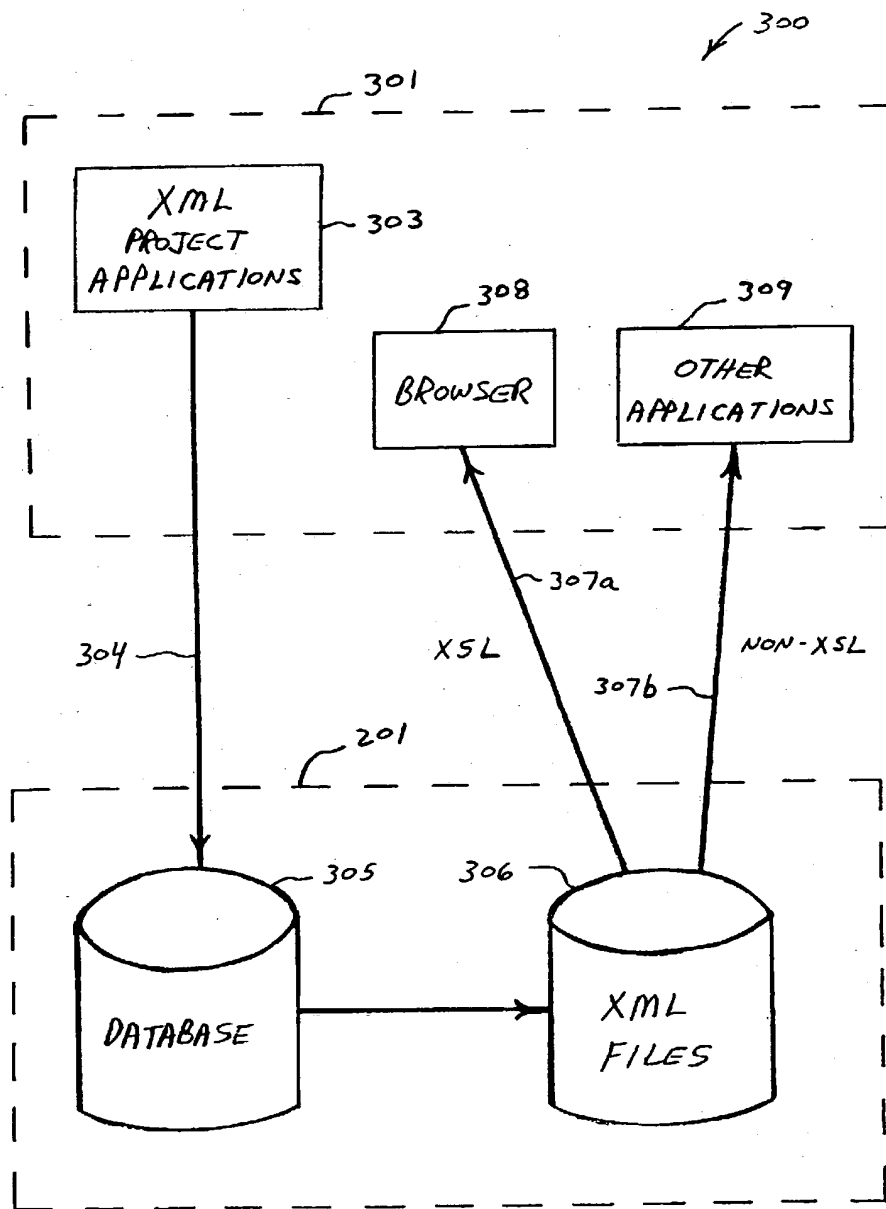 300
301
XML
PROJECT
APPLICATIONS
303
308
309
BROWSER
OTHER
APPLICATIONS
307a
304
XSL
NON-XSL
307b
201
305
306
DATABASE
XML
FILES